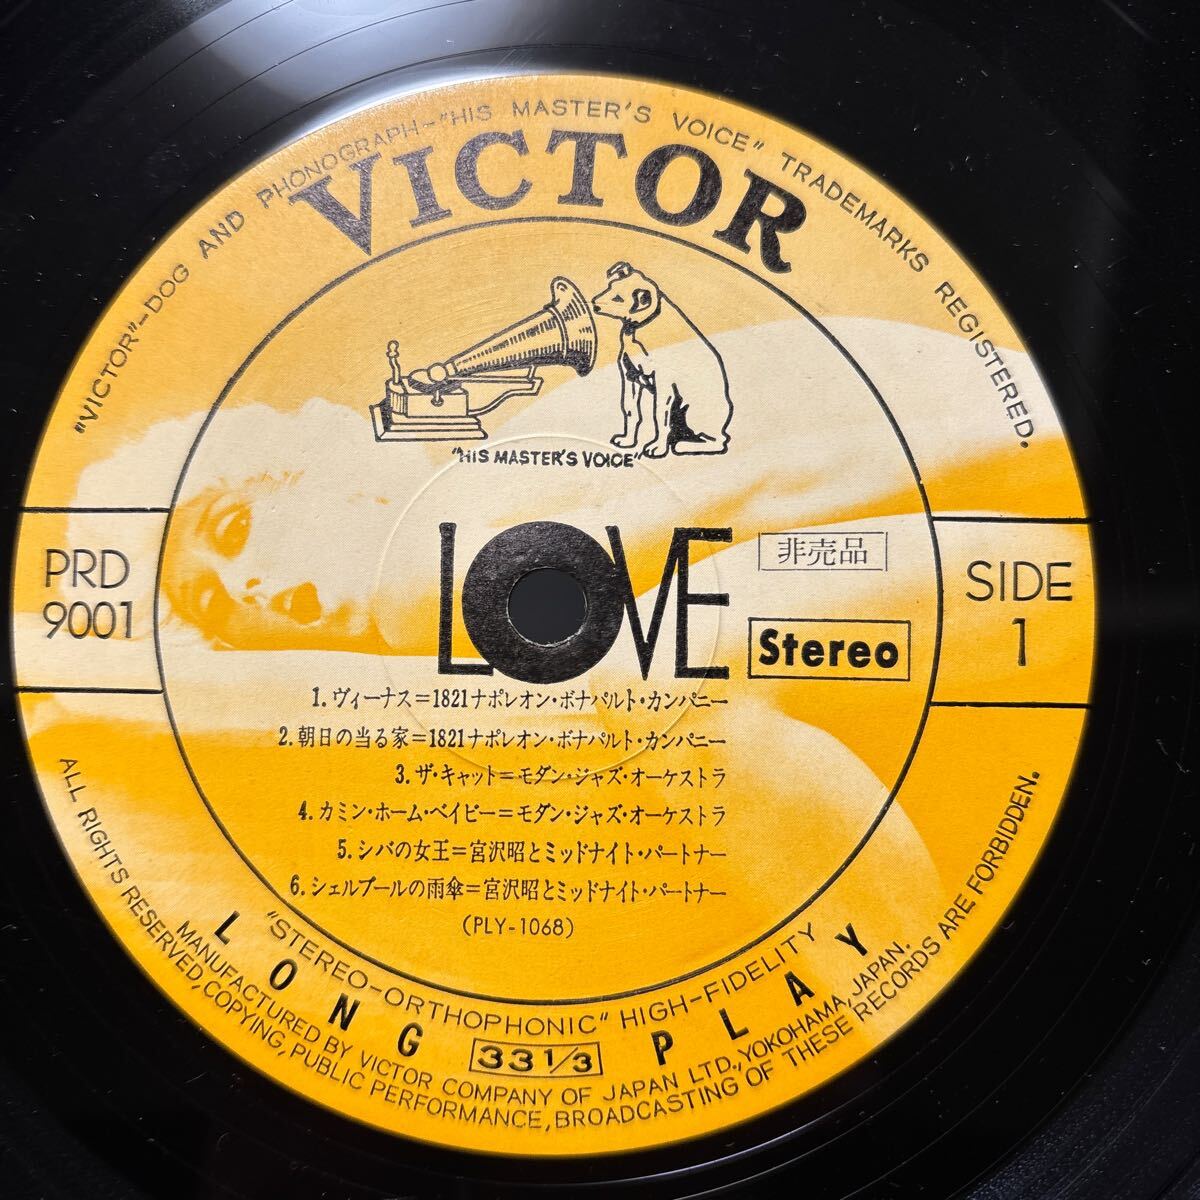 "VICTOR"-DOG AND PHONOGRAPH-"HIS MASTER'S VOICE" TRADEMARKS REGISTERED.
VICTOR
"HIS MASTER'S VOICE"
LOVE
非売品
Stereo
PRD
9001
SIDE
1
1. ヴィーナス=1821ナポレオン・ボナパルト・カンパニー
2. 朝日の当る家=1821ナポレオン・ボナパルト・カンパニー
3. ザ・キャット=モダン・ジャズ・オーケストラ
4. カミン・ホーム・ベイビー=モダン・ジャズ・オーケストラ
5. シバの女王=宮沢昭とミッドナイト・パートナー
6. シェルブールの雨傘=宮沢昭とミッドナイト・パートナー
(PLY-1068)
"STEREO-ORTHOPHONIC" HIGH-FIDELITY
LONG 33 1/3 PLAY
MANUFACTURED BY VICTOR COMPANY OF JAPAN LTD., YOKOHAMA, JAPAN.
ALL RIGHTS RESERVED, COPYING, PUBLIC PERFORMANCE, BROADCASTING OF THESE RECORDS ARE FORBIDDEN.